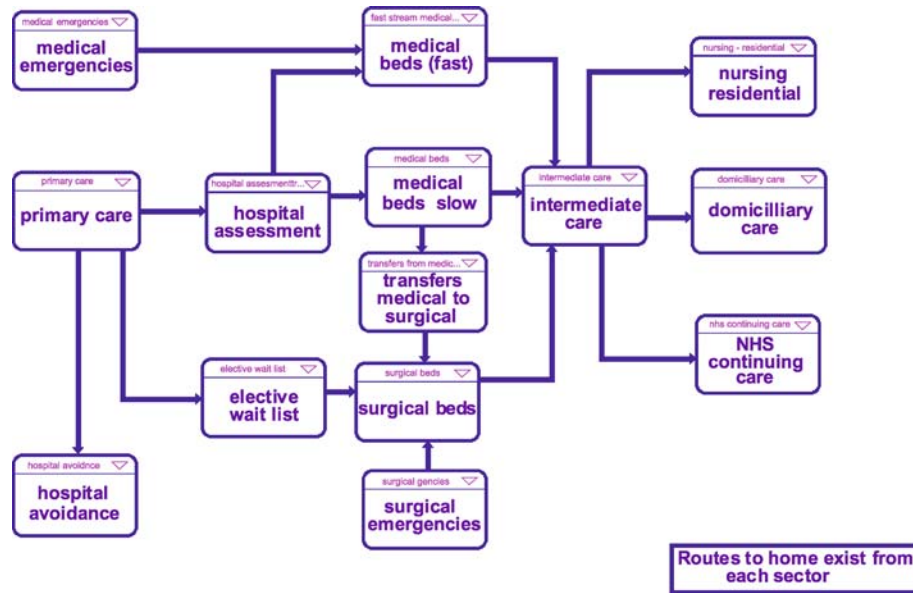 medical emergencies
medical
emergencies
fast stream medical...
medical
beds (fast)
nursing - residential
nursing
residential
primary care
primary care
hospital assesmenttr...
hospital
assessment
medical beds
medical
beds slow
intermediate care
intermediate
care
domicilliary care
domicilliary
care
transfers from medic...
transfers
medical to
surgical
nhs continuing care
NHS
continuing
care
elective wait list
elective
wait list
surgical beds
surgical beds
hospital avoidnce
hospital
avoidance
surgical gencies
surgical
emergencies
Routes to home exist from
each sector